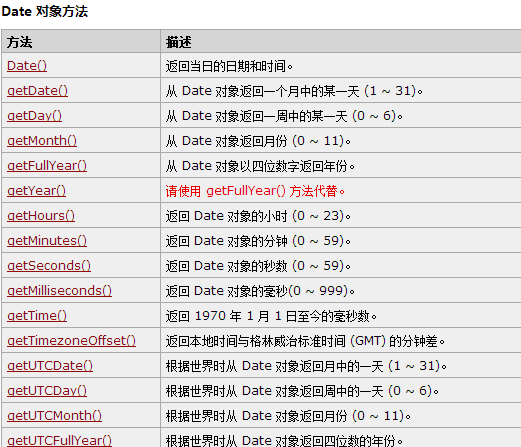 Date 对象方法
方法 描述
Date() 返回当日的日期和时间。
getDate() 从 Date 对象返回一个月中的某一天 (1 ~ 31)。
getDay() 从 Date 对象返回一周中的某一天 (0 ~ 6)。
getMonth() 从 Date 对象返回月份 (0 ~ 11)。
getFullYear() 从 Date 对象以四位数字返回年份。
getYear() 请使用 getFullYear() 方法代替。
getHours() 返回 Date 对象的小时 (0 ~ 23)。
getMinutes() 返回 Date 对象的分钟 (0 ~ 59)。
getSeconds() 返回 Date 对象的秒数 (0 ~ 59)。
getMilliseconds() 返回 Date 对象的毫秒(0 ~ 999)。
getTime() 返回 1970 年 1 月 1 日至今的毫秒数。
getTimezoneOffset() 返回本地时间与格林威治标准时间 (GMT) 的分钟差。
getUTCDate() 根据世界时从 Date 对象返回月中的一天 (1 ~ 31)。
getUTCDay() 根据世界时从 Date 对象返回周中的一天 (0 ~ 6)。
getUTCMonth() 根据世界时从 Date 对象返回月份 (0 ~ 11)。
getUTCFullYear() 根据世界时从 Date 对象返回四位数的年份。